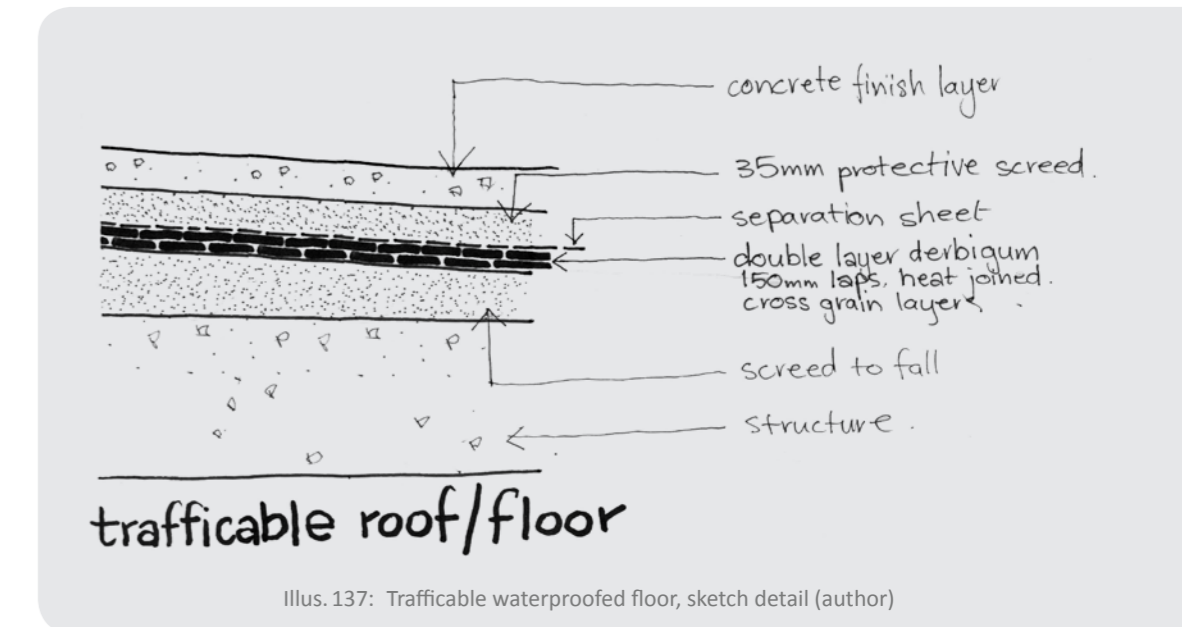 concrete finish layer
35mm protective screed.
separation sheet
double layer derbigum
150mm laps, heat joined.
cross grain layers.
screed to fall
structure.
trafficable roof/floor
Illus. 137: Trafficable waterproofed floor, sketch detail (author)